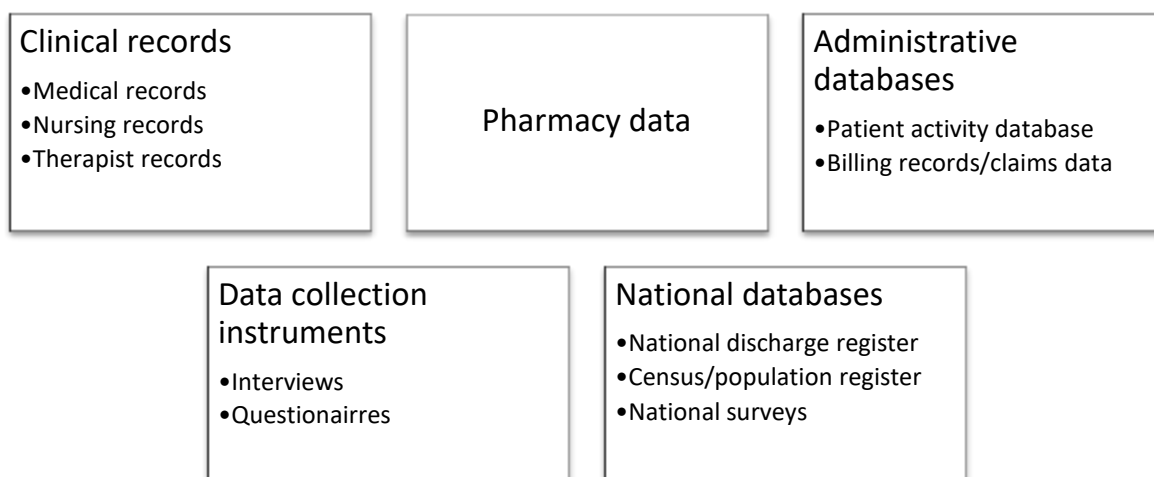 Clinical records
•Medical records
•Nursing records
•Therapist records
Pharmacy data
Administrative
databases
•Patient activity database
•Billing records/claims data
Data collection
instruments
•Interviews
•Questionairres
National databases
•National discharge register
•Census/population register
•National surveys